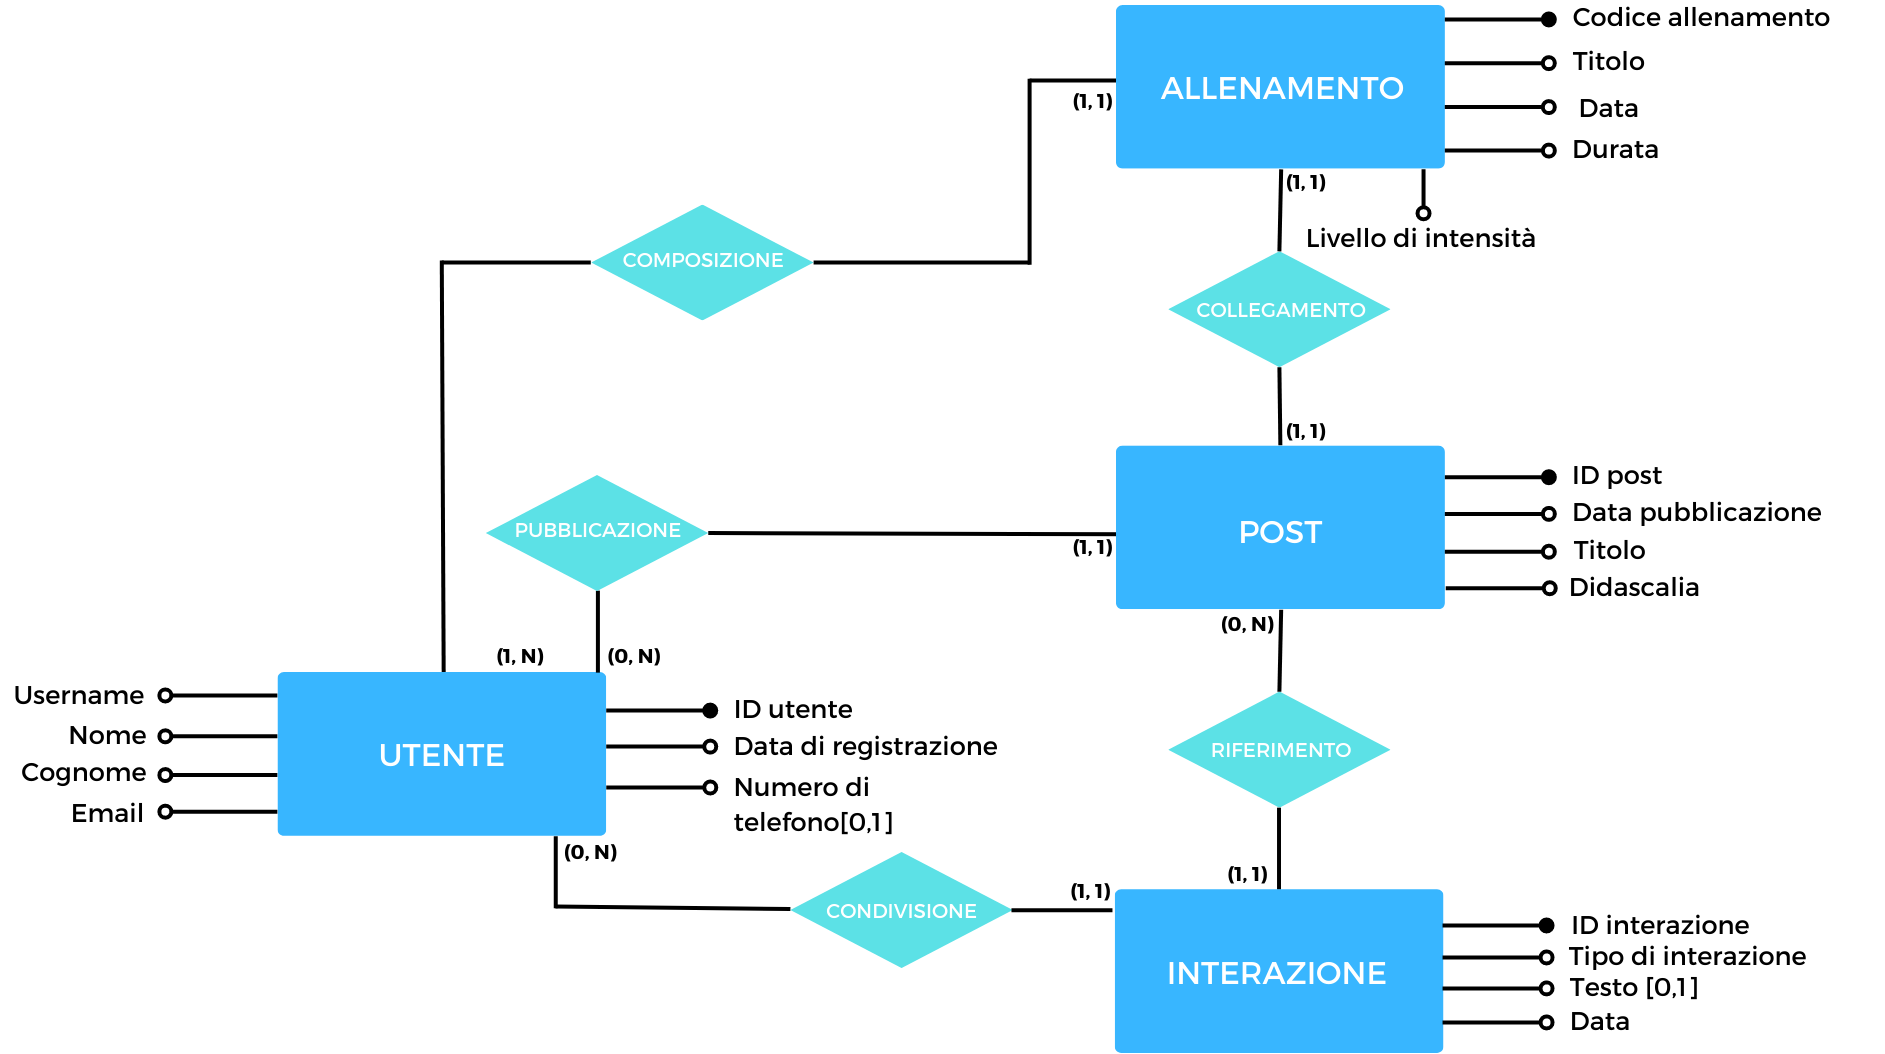 ALLENAMENTO
Codice allenamento
Titolo
Data
Durata
Livello di intensità
(1, 1)
(1, 1)
COMPOSIZIONE
COLLEGAMENTO
(1, 1)
POST
ID post
Data pubblicazione
Titolo
Didascalia
PUBBLICAZIONE
(1, 1)
(0, N)
(1, N)
(0, N)
Username
Nome
Cognome
Email
UTENTE
ID utente
Data di registrazione
Numero di
telefono[0,1]
RIFERIMENTO
(0, N)
(1, 1)
(1, 1)
CONDIVISIONE
INTERAZIONE
ID interazione
Tipo di interazione
Testo [0,1]
Data